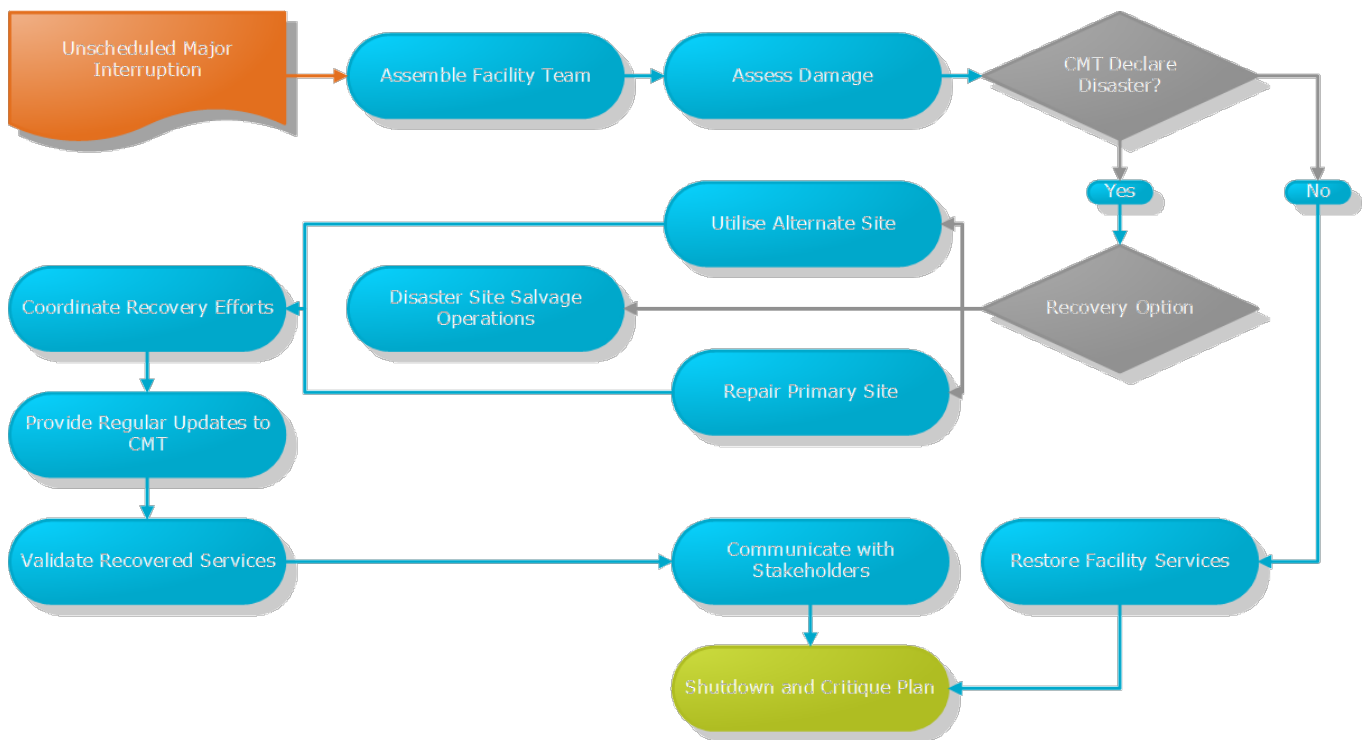 Unscheduled Major
Interruption
Assemble Facility Team
Assess Damage
CMT Declare
Disaster?
Yes
No
Utilise Alternate Site
Coordinate Recovery Efforts
Disaster Site Salvage
Operations
Recovery Option
Repair Primary Site
Provide Regular Updates to
CMT
Validate Recovered Services
Communicate with
Stakeholders
Restore Facility Services
Shutdown and Critique Plan